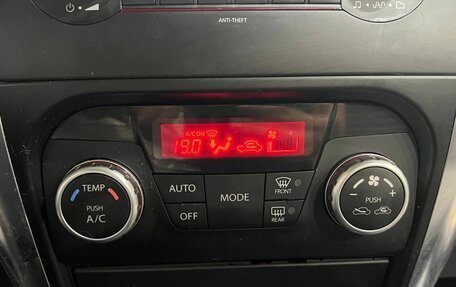 ANTI-THEFT
A/C ON
19.0
TEMP
PUSH
A/C
AUTO
MODE
FRONT
OFF
REAR
PUSH